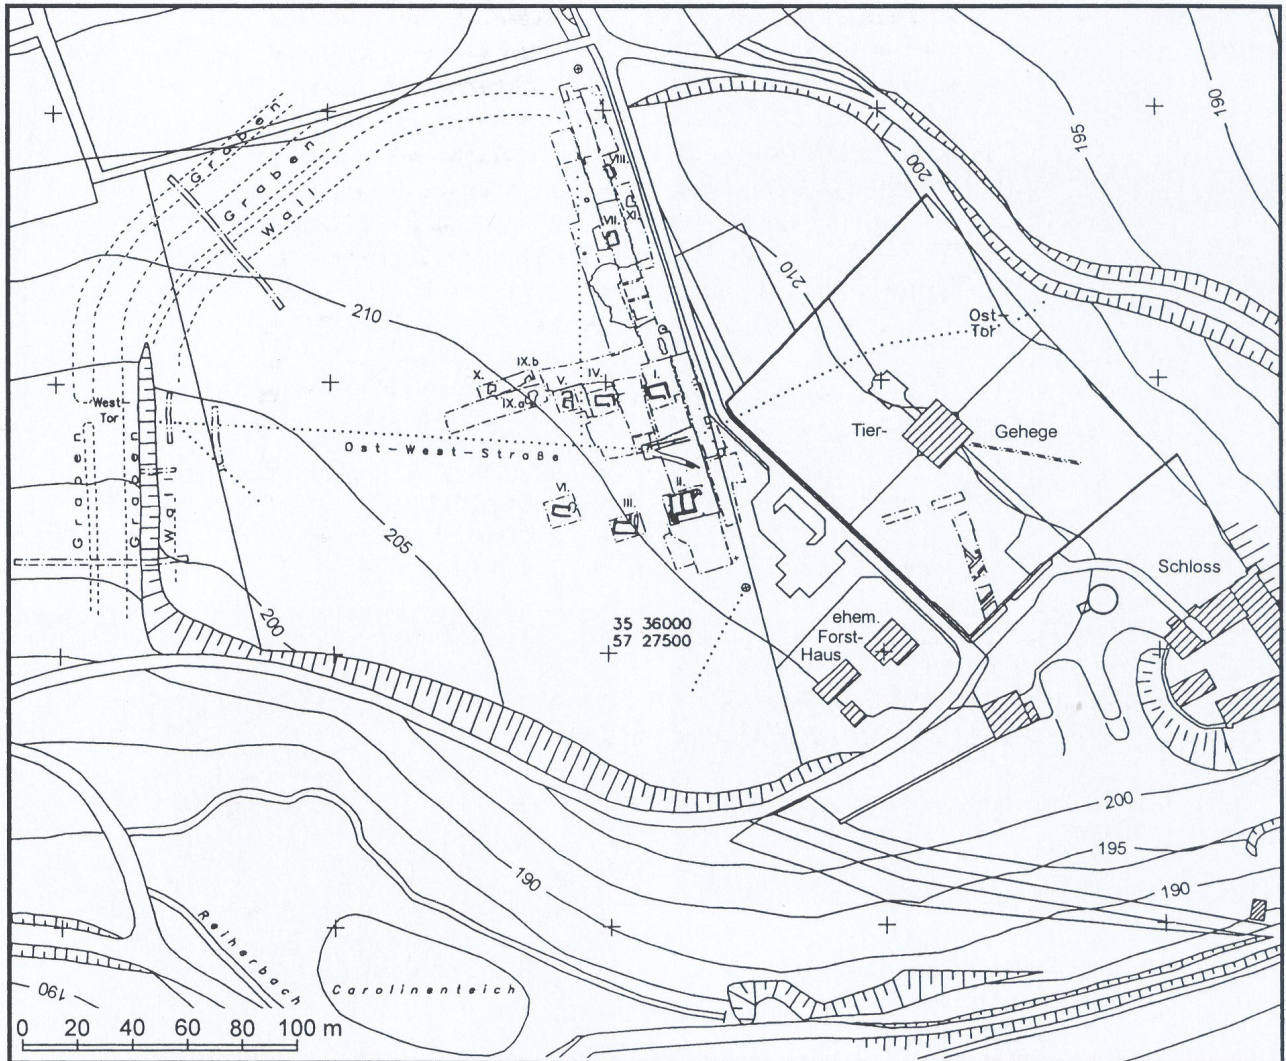 190
195
200
Graben
Graben
Wall
VIII.
XI.
VII.
210
210
Ost-
Tor
IX.b
X.
IX.a
V.
IV.
I.
West-
Tor
Tier-
Gehege
Ost-West-Straße
Graben
Graben
Wall
VI.
III.
II.
205
Schloss
200
35 36000
57 27500
ehem.
Forst-
Haus
200
195
190
190
Reiherbach
Carolinenteich
190
0 20 40 60 80 100 m